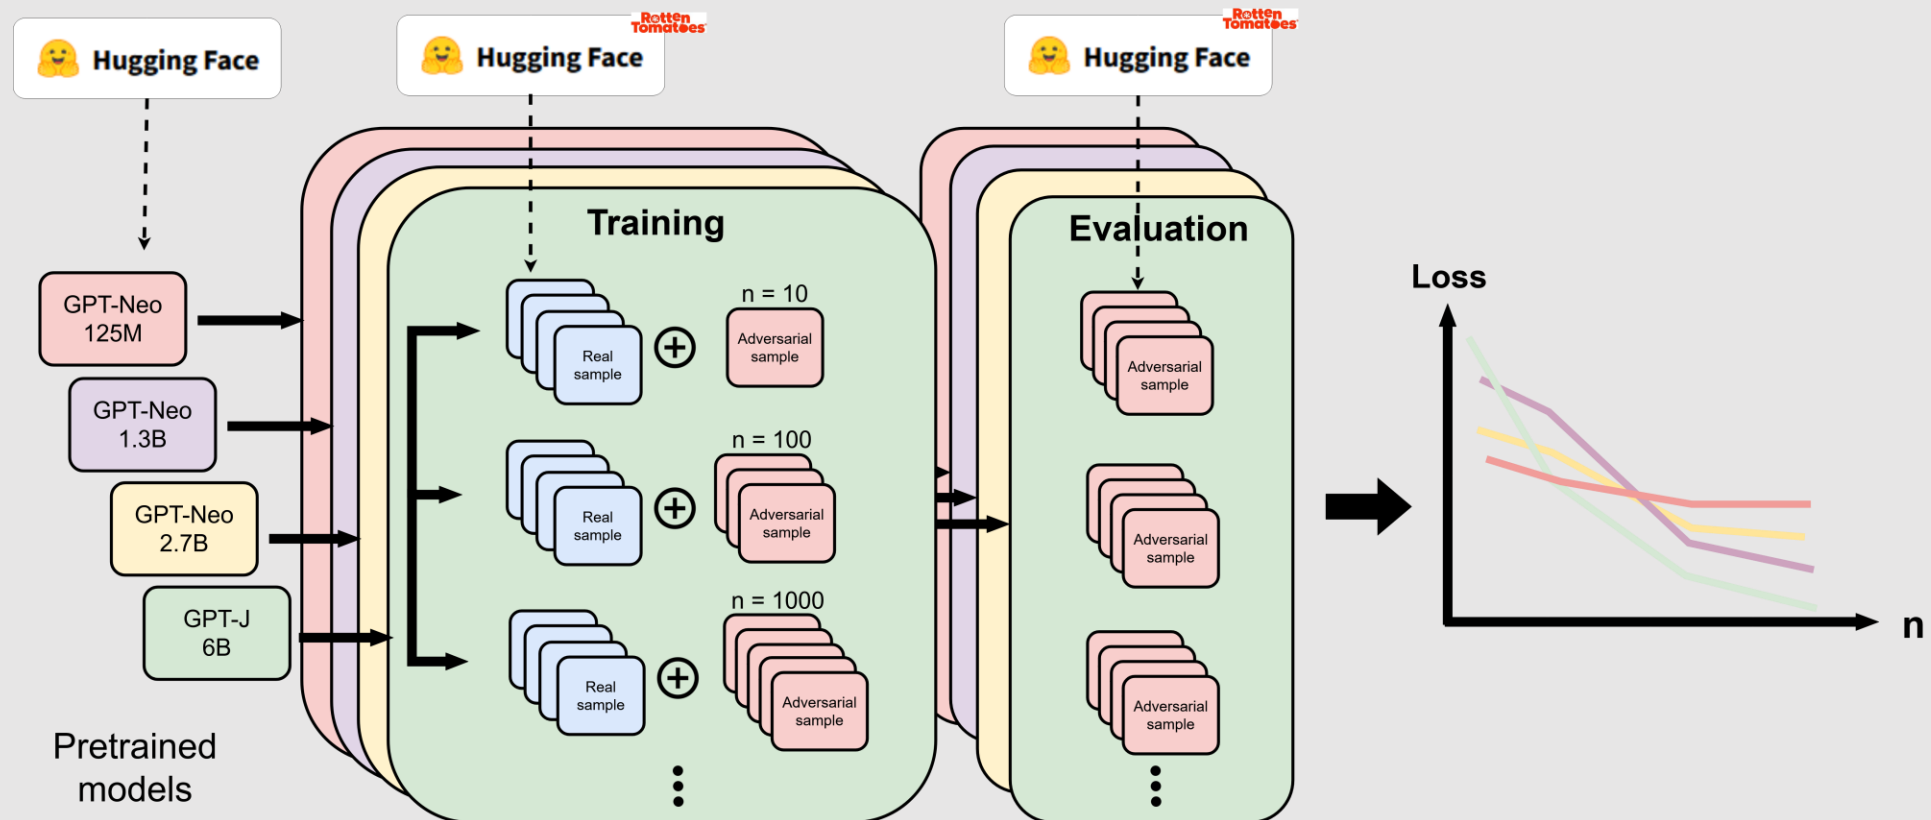 Hugging Face
Rotten
Tomatoes
Hugging Face
Rotten
Tomatoes
Hugging Face
GPT-Neo
125M
GPT-Neo
1.3B
GPT-Neo
2.7B
GPT-J
6B
Pretrained
models
Training
n = 10
Real
sample
Adversarial
sample
n = 100
Real
sample
Adversarial
sample
n = 1000
Real
sample
Adversarial
sample
Evaluation
Adversarial
sample
Adversarial
sample
Adversarial
sample
Loss
n